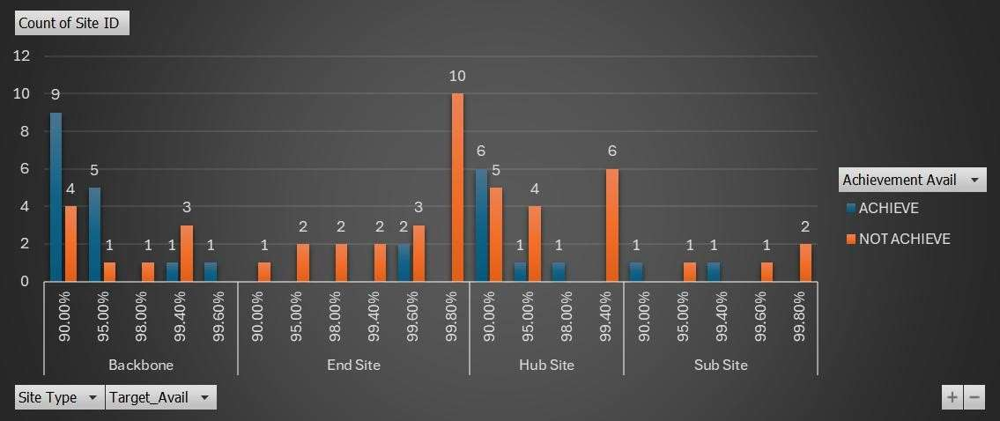 Count of Site ID
12
10
8
6
4
2
0
9 4 5 1 1 1 3 1 1 2 2 2 2 3 10 6 5 1 4 1 6 1 1 1 1 2
90.00% 95.00% 98.00% 99.40% 99.60% 90.00% 95.00% 98.00% 99.40% 99.60% 99.80% 90.00% 95.00% 98.00% 99.40% 90.00% 95.00% 99.40% 99.60% 99.80%
Backbone End Site Hub Site Sub Site
Achievement Avail
ACHIEVE
NOT ACHIEVE
Site Type Target_Avail
+ −